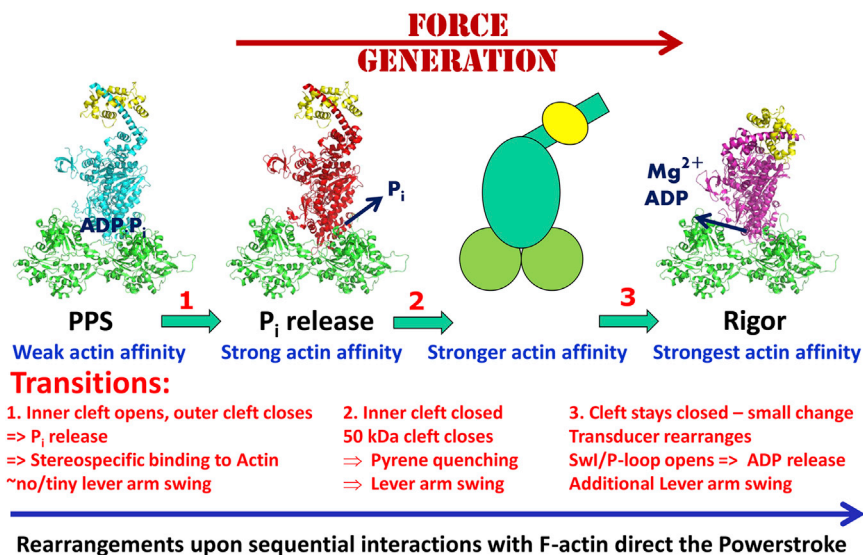 FORCE
GENERATION
ADP.Pi
Pi
Mg2+
ADP
1
2
3
PPS
Pi release
Rigor
Weak actin affinity
Strong actin affinity
Stronger actin affinity
Strongest actin affinity
Transitions:
1. Inner cleft opens, outer cleft closes
=> Pi release
=> Stereospecific binding to Actin
~no/tiny lever arm swing
2. Inner cleft closed
50 kDa cleft closes
⇒ Pyrene quenching
⇒ Lever arm swing
3. Cleft stays closed – small change
Transducer rearranges
SwI/P-loop opens => ADP release
Additional Lever arm swing
Rearrangements upon sequential interactions with F-actin direct the Powerstroke